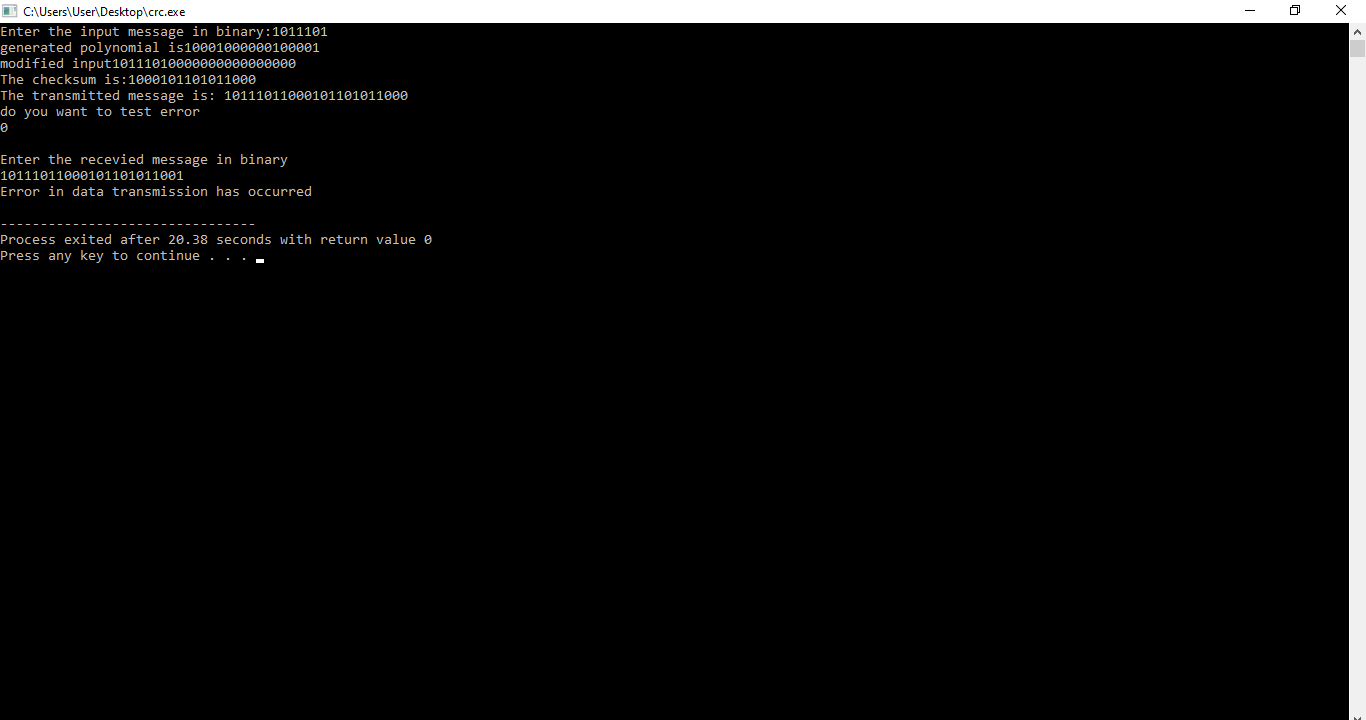 C:\Users\User\Desktop\crc.exe
Enter the input message in binary:1011101
generated polynomial is10001000000100001
modified input10111010000000000000000
The checksum is:1000101101011000
The transmitted message is: 10111011000101101011000
do you want to test error
0
Enter the recevied message in binary
10111011000101101011001
Error in data transmission has occurred
--------------------------------
Process exited after 20.38 seconds with return value 0
Press any key to continue . . .